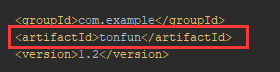 <groupId>com.example</groupId>
<artifactId>tonfun</artifactId>
<version>1.2</version>